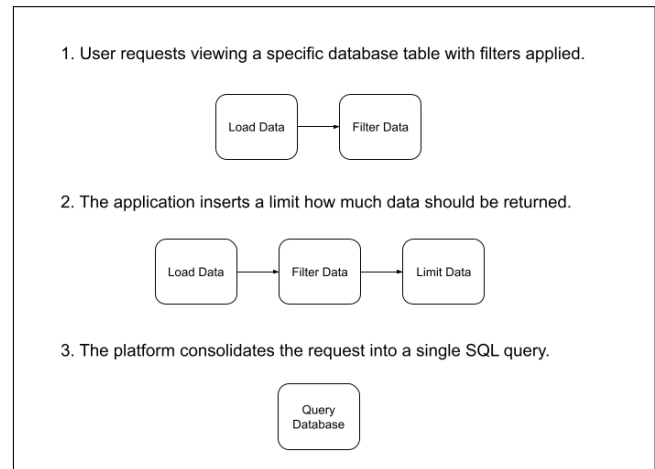 1. User requests viewing a specific database table with filters applied.
Load Data
Filter Data
2. The application inserts a limit how much data should be returned.
Load Data
Filter Data
Limit Data
3. The platform consolidates the request into a single SQL query.
Query
Database